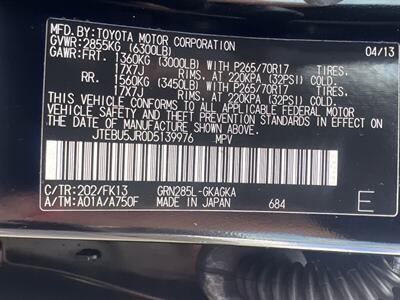 MFD.BY:TOYOTA MOTOR CORPORATION 04/13
GVWR:2855KG (6300LB)
GAWR:FRT. 1360KG (3000LB) WITH P265/70R17 TIRES.
17X7J RIMS, AT 220KPA (32PSI) COLD.
RR. 1560KG (3450LB) WITH P265/70R17 TIRES.
17X7J RIMS, AT 220KPA (32PSI) COLD.
THIS VEHICLE CONFORMS TO ALL APPLICABLE FEDERAL MOTOR
VEHICLE SAFETY AND THEFT PREVENTION STANDARDS IN EFFECT ON
THE DATE OF MANUFACTURE SHOWN ABOVE.
JTEBU5JR0D5139976 MPV
C/TR:202/FK13 GRN285L-GKAGKA
A/TM:A01A/A750F MADE IN JAPAN 684 E